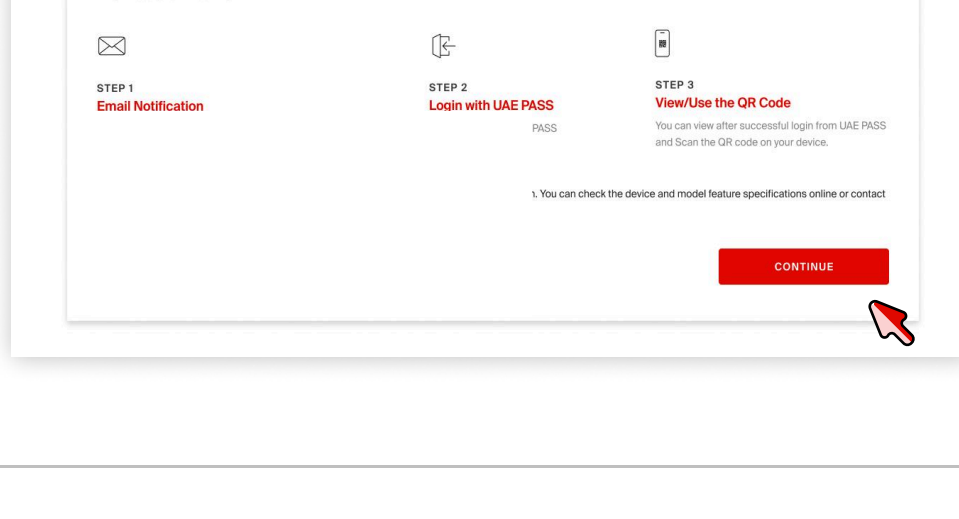 STEP 1
Email Notification
STEP 2
Login with UAE PASS
PASS
STEP 3
View/Use the QR Code
You can view after successful login from UAE PASS
and Scan the QR code on your device.
. You can check the device and model feature specifications online or contact
CONTINUE